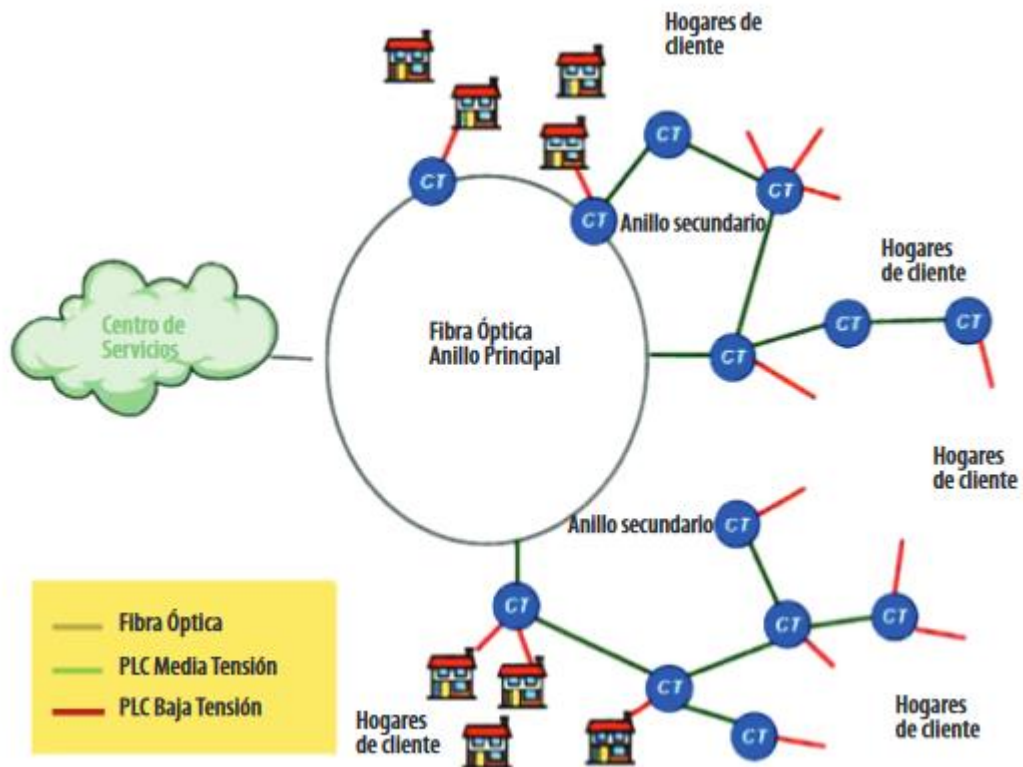 Hogares de
cliente
CT
CT
CT
CT
Anillo secundario
Hogares
de cliente
Centro de
Servicios
Fibra Óptica
Anillo Principal
CT
CT
CT
Hogares
de cliente
Anillo secundario
CT
CT
CT
CT
Fibra Óptica
PLC Media Tensión
PLC Baja Tensión
CT
CT
Hogares
de cliente
Hogares
de cliente